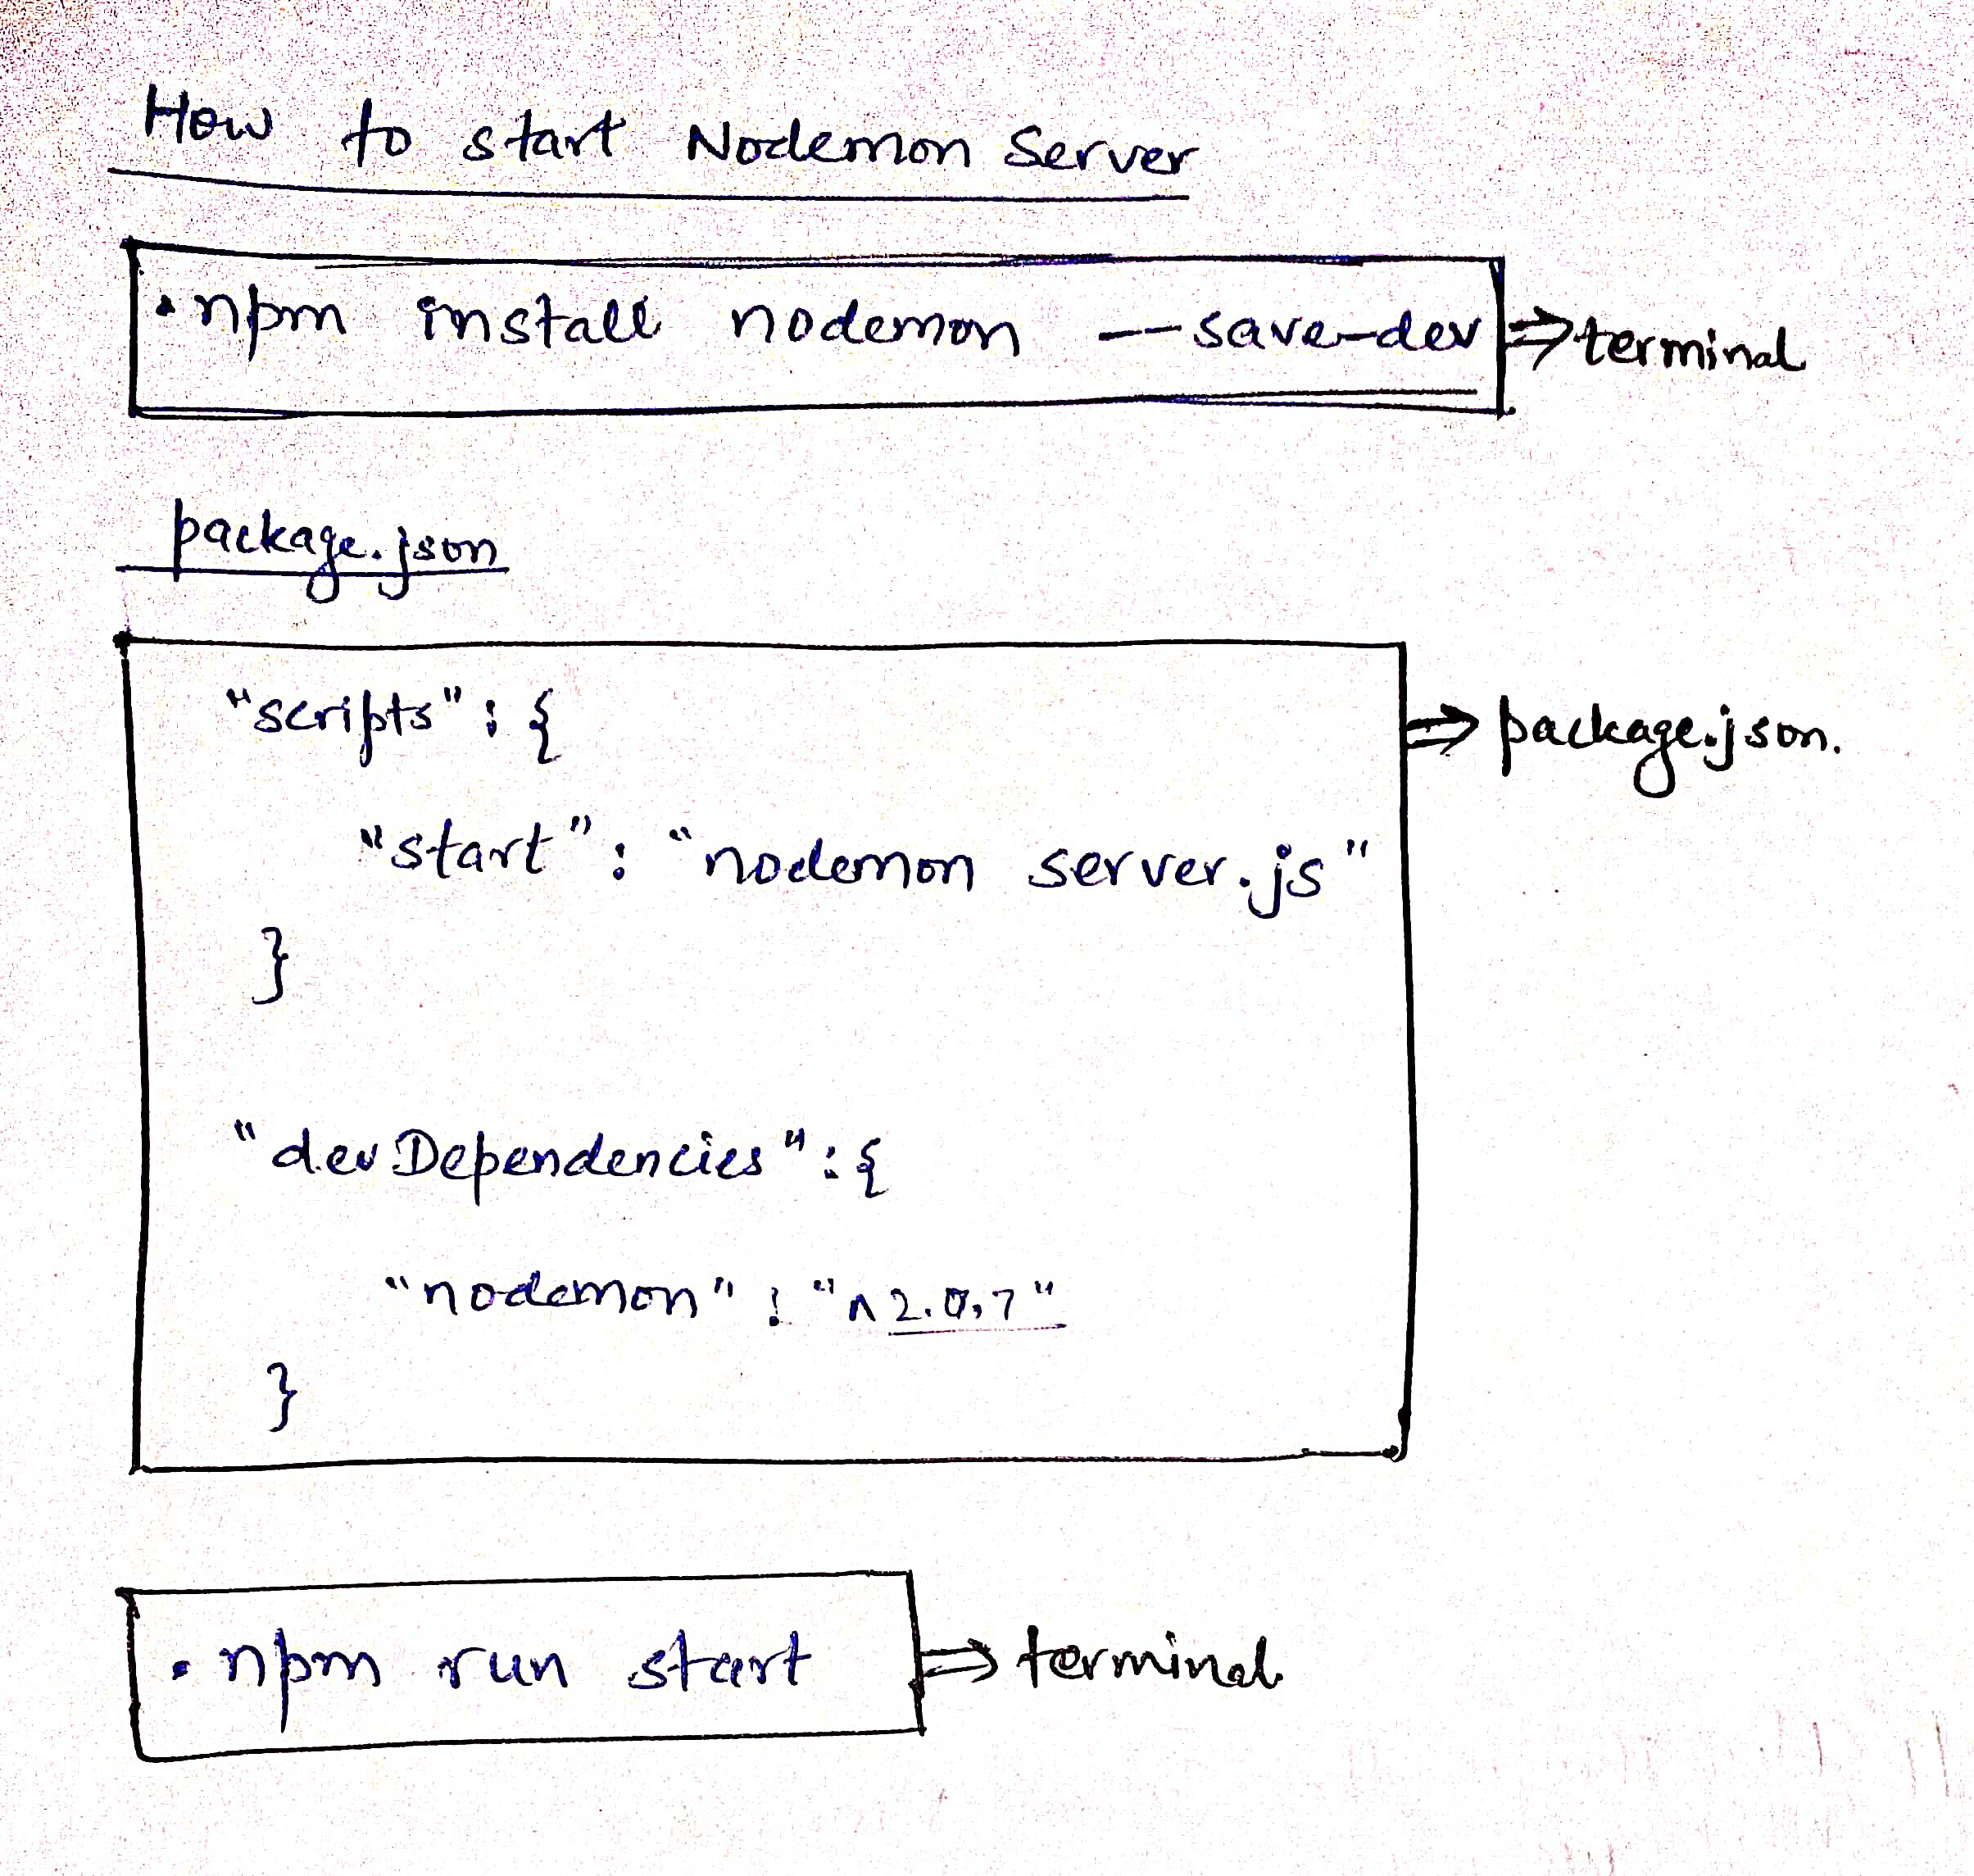 How to start Nodemon Server
• npm install nodemon --save-dev ⇒ terminal
package.json
"scripts" : {
⇒ package.json.
"start" : "nodemon server.js"
}
"devDependencies" : {
"nodemon" : "^2.0.7"
}
• npm run start ⇒ terminal